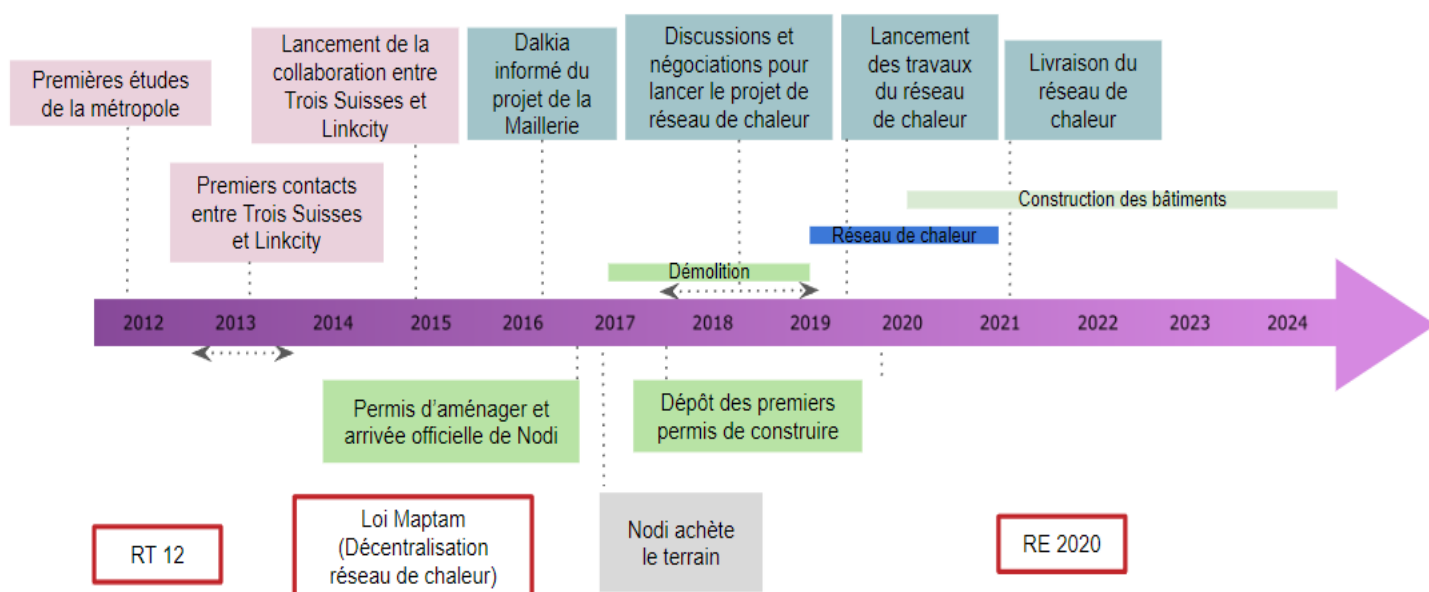 Premières études
de la métropole
Lancement de la
collaboration entre
Trois Suisses et
Linkcity
Dalkia
informé du
projet de la
Maillerie
Discussions et
négociations pour
lancer le projet de
réseau de chaleur
Lancement
des travaux
du réseau
de chaleur
Livraison du
réseau de
chaleur
Premiers contacts
entre Trois Suisses
et Linkcity
Construction des bâtiments
Réseau de chaleur
Démolition
2012 2013 2014 2015 2016 2017 2018 2019 2020 2021 2022 2023 2024
Permis d'aménager et
arrivée officielle de Nodi
Dépôt des premiers
permis de construire
RT 12
Loi Maptam
(Décentralisation
réseau de chaleur)
Nodi achète
le terrain
RE 2020